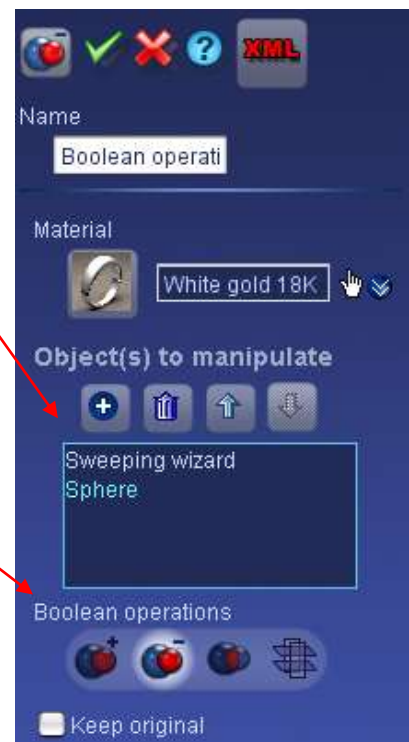 XML
Name
Boolean operati
Material
White gold 18K
Object(s) to manipulate
Sweeping wizard
Sphere
Boolean operations
Keep original